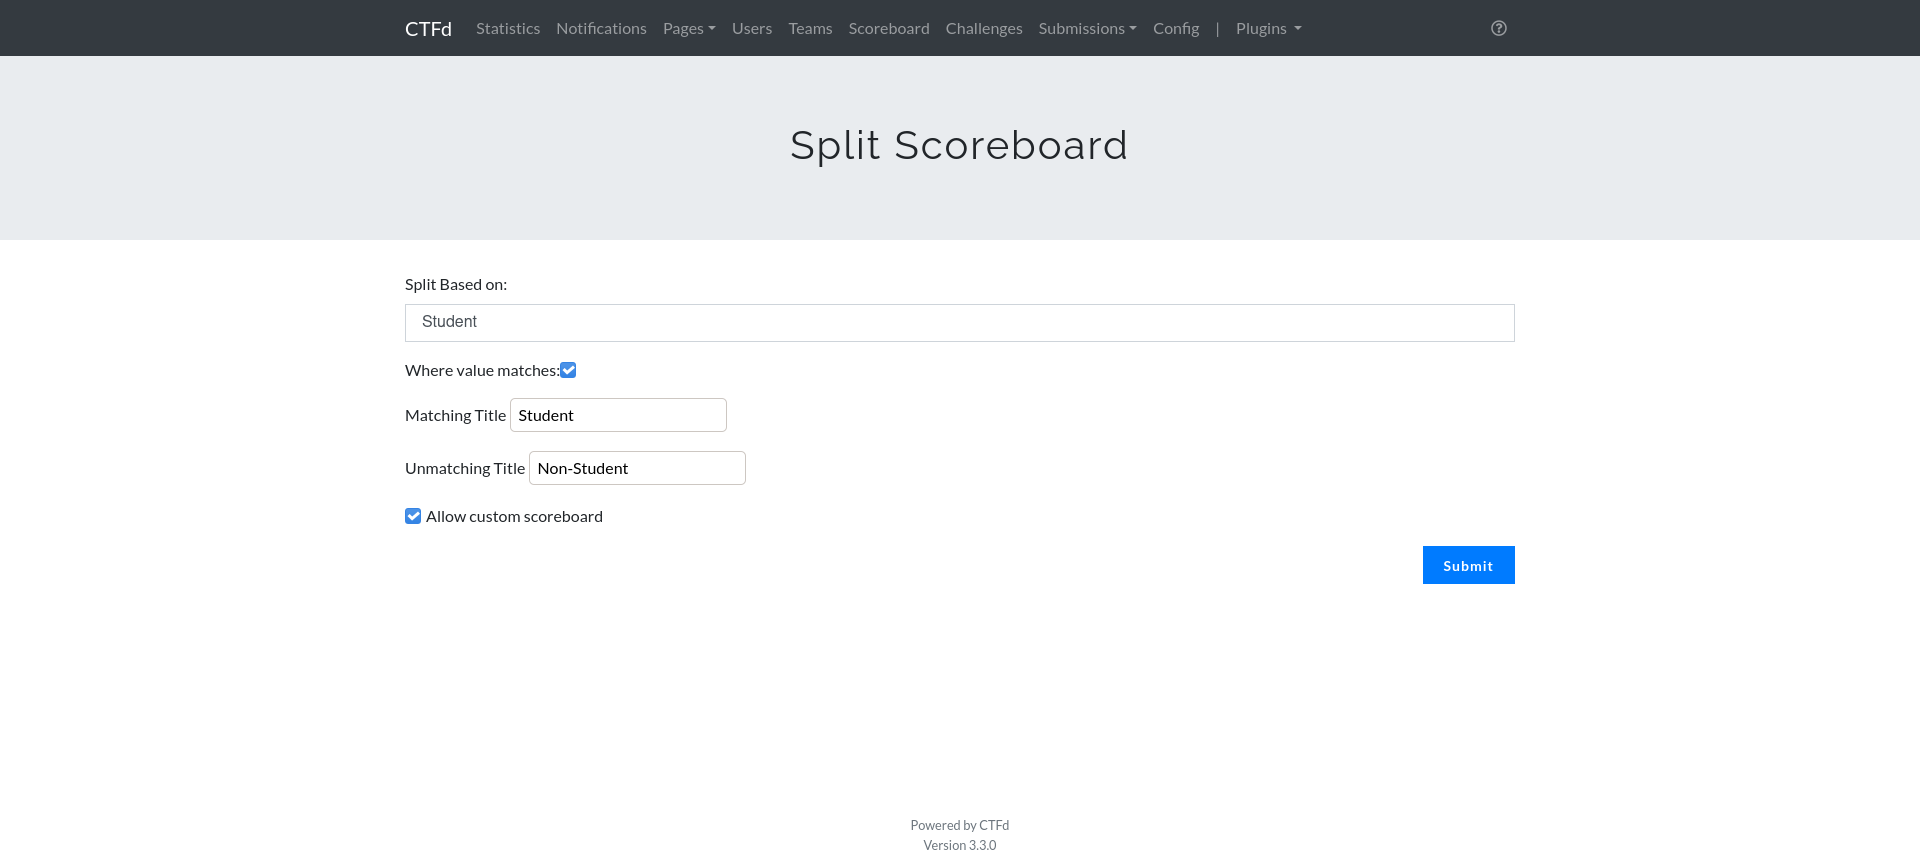 CTFd Statistics Notifications Pages Users Teams Scoreboard Challenges Submissions Config | Plugins
Split Scoreboard
Split Based on:
Student
Where value matches:
Matching Title Student
Unmatching Title Non-Student
Allow custom scoreboard
Submit
Powered by CTFd
Version 3.3.0